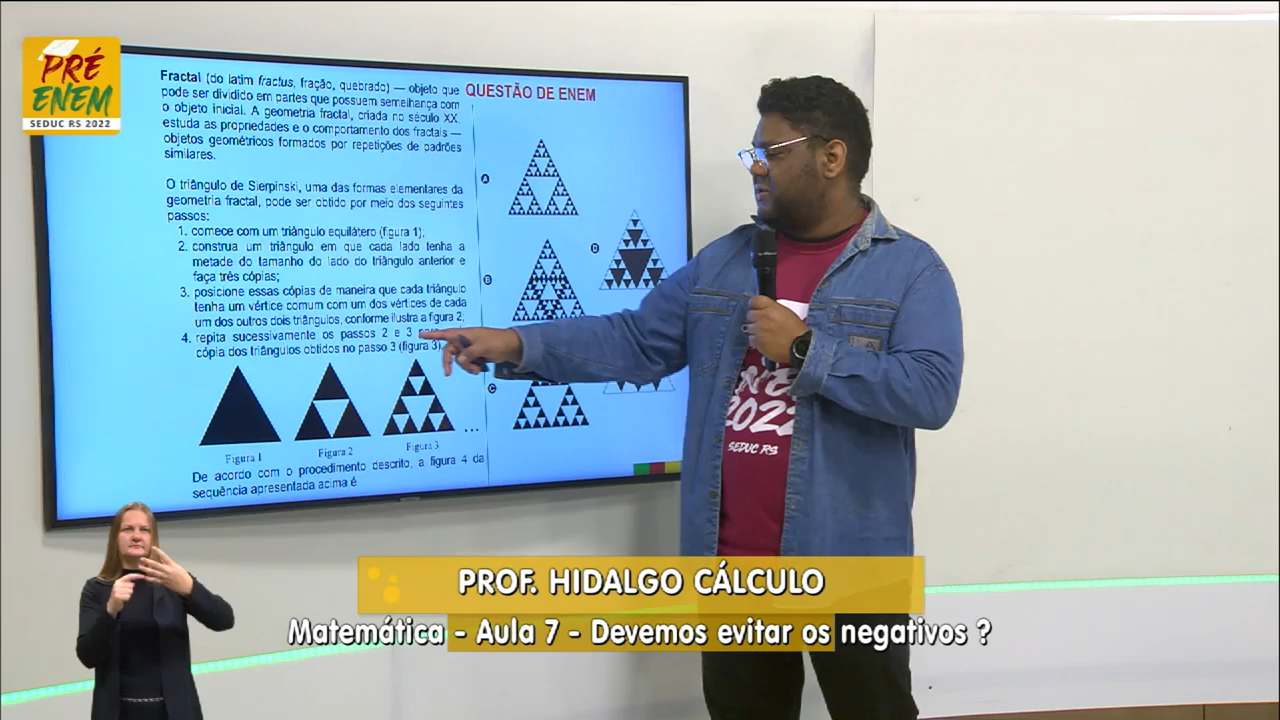 PRÉ
ENEM
SEDUC RS 2022
Fractal (do latim fractus, fração, quebrado) — objeto que
pode ser dividido em partes que possuem semelhança com
o objeto inicial. A geometria fractal, criada no século XX,
estuda as propriedades e o comportamento dos fractais —
objetos geométricos formados por repetições de padrões
similares.
O triângulo de Sierpinski, uma das formas elementares da
geometria fractal, pode ser obtido por meio dos seguintes
passos:
1. comece com um triângulo equilátero (figura 1);
2. construa um triângulo em que cada lado tenha a
metade do tamanho do lado do triângulo anterior e
faça três cópias;
3. posicione essas cópias de maneira que cada triângulo
tenha um vértice comum com um dos vértices de cada
um dos outros dois triângulos, conforme ilustra a figura 2;
4. repita sucessivamente os passos 2 e 3
cópia dos triângulos obtidos no passo 3 (figura 3).
Figura 1
Figura 2
Figura 3
...
De acordo com o procedimento descrito, a figura 4 da
sequência apresentada acima é
QUESTÃO DE ENEM
A
B
C
D
2022
SEDUC RS
PROF. HIDALGO CÁLCULO
Matemática - Aula 7 - Devemos evitar os negativos ?